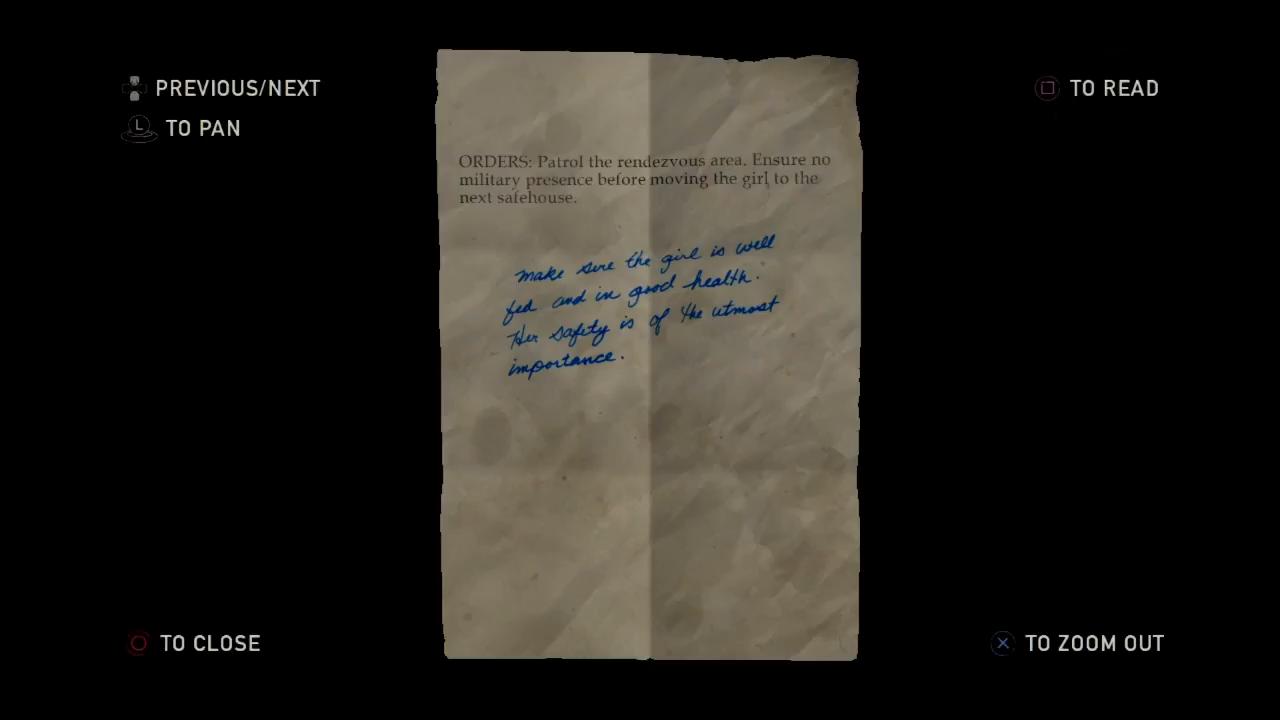 PREVIOUS/NEXT
L TO PAN
TO READ
ORDERS: Patrol the rendezvous area. Ensure no
military presence before moving the girl to the
next safehouse.
make sure the girl is well
fed and in good health.
Her safety is of the utmost
importance.
TO CLOSE
TO ZOOM OUT